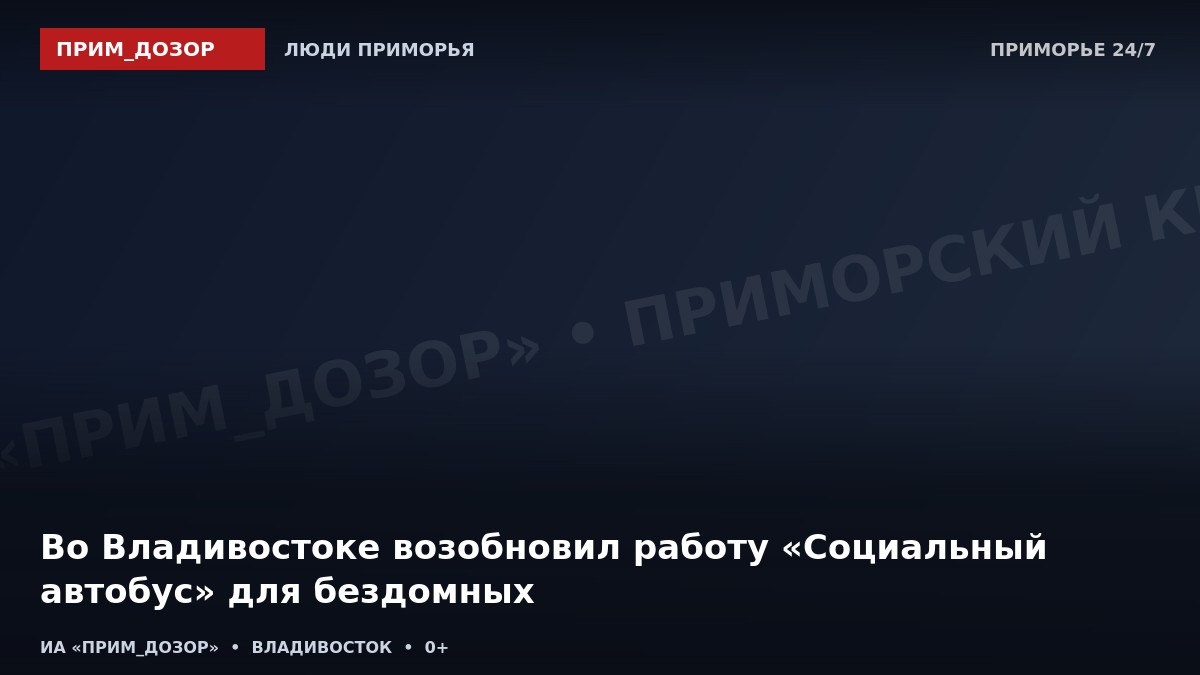 ПРИМ_ДОЗОР
ЛЮДИ ПРИМОРЬЯ
ПРИМОРЬЕ 24/7
«ПРИМ_ДОЗОР» • ПРИМОРСКИЙ
Во Владивостоке возобновил работу «Социальный
автобус» для бездомных
ИА «ПРИМ_ДОЗОР» • ВЛАДИВОСТОК • 0+